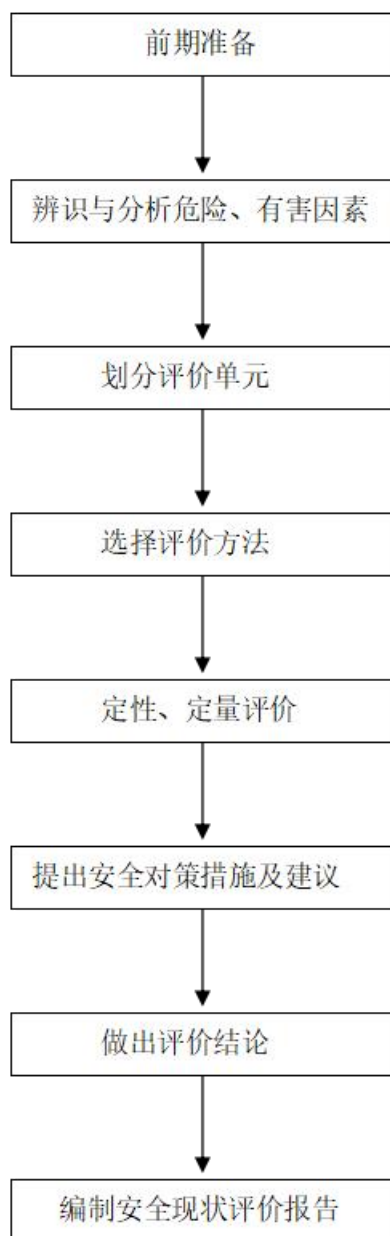 前期准备
辨识与分析危险、有害因素
划分评价单元
选择评价方法
定性、定量评价
提出安全对策措施及建议
做出评价结论
编制安全现状评价报告